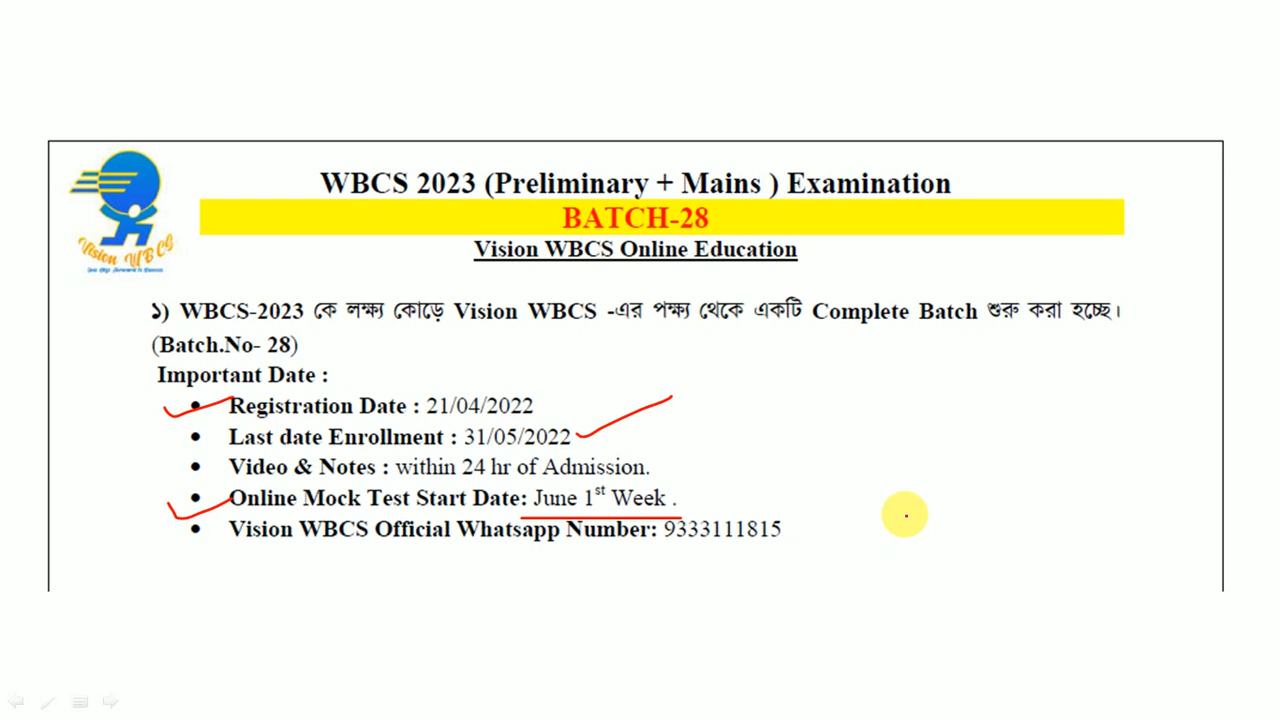 WBCS 2023 (Preliminary + Mains ) Examination
BATCH-28
Vision WBCS Online Education
Vision WBCS
১) WBCS-2023 কে লক্ষ্য কোড়ে Vision WBCS -এর পক্ষ্য থেকে একটি Complete Batch শুরু করা হচ্ছে।
(Batch.No- 28)
Important Date :
• Registration Date : 21/04/2022
• Last date Enrollment : 31/05/2022
• Video & Notes : within 24 hr of Admission.
• Online Mock Test Start Date: June 1st Week .
• Vision WBCS Official Whatsapp Number: 9333111815